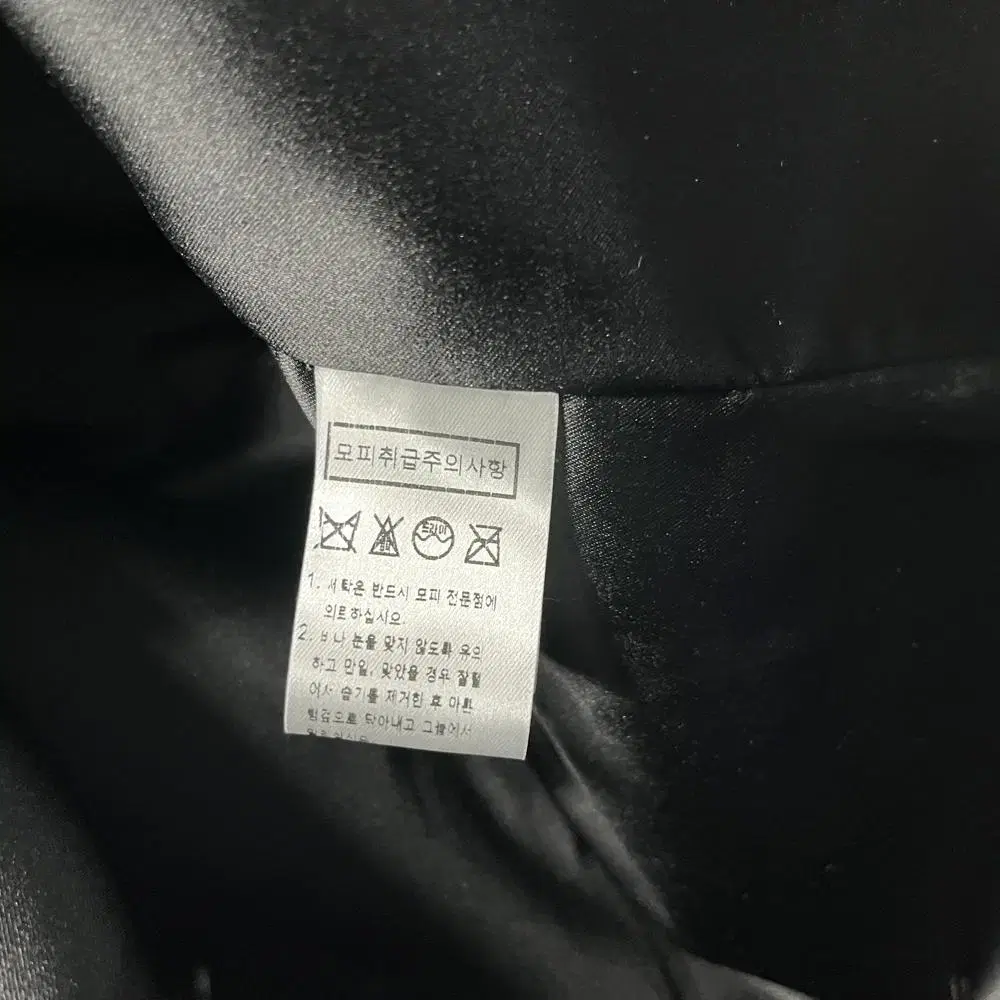 모피취급주의사항
드라이
1. 세탁은 반드시 모피 전문점에
의뢰하십시요.
2. 비나 눈을 맞지 않도록 유의
하고 만일, 맞았을 경우 잘털
어서 습기를 제거한 후 마른
헝겊으로 닦아내고 그늘에서